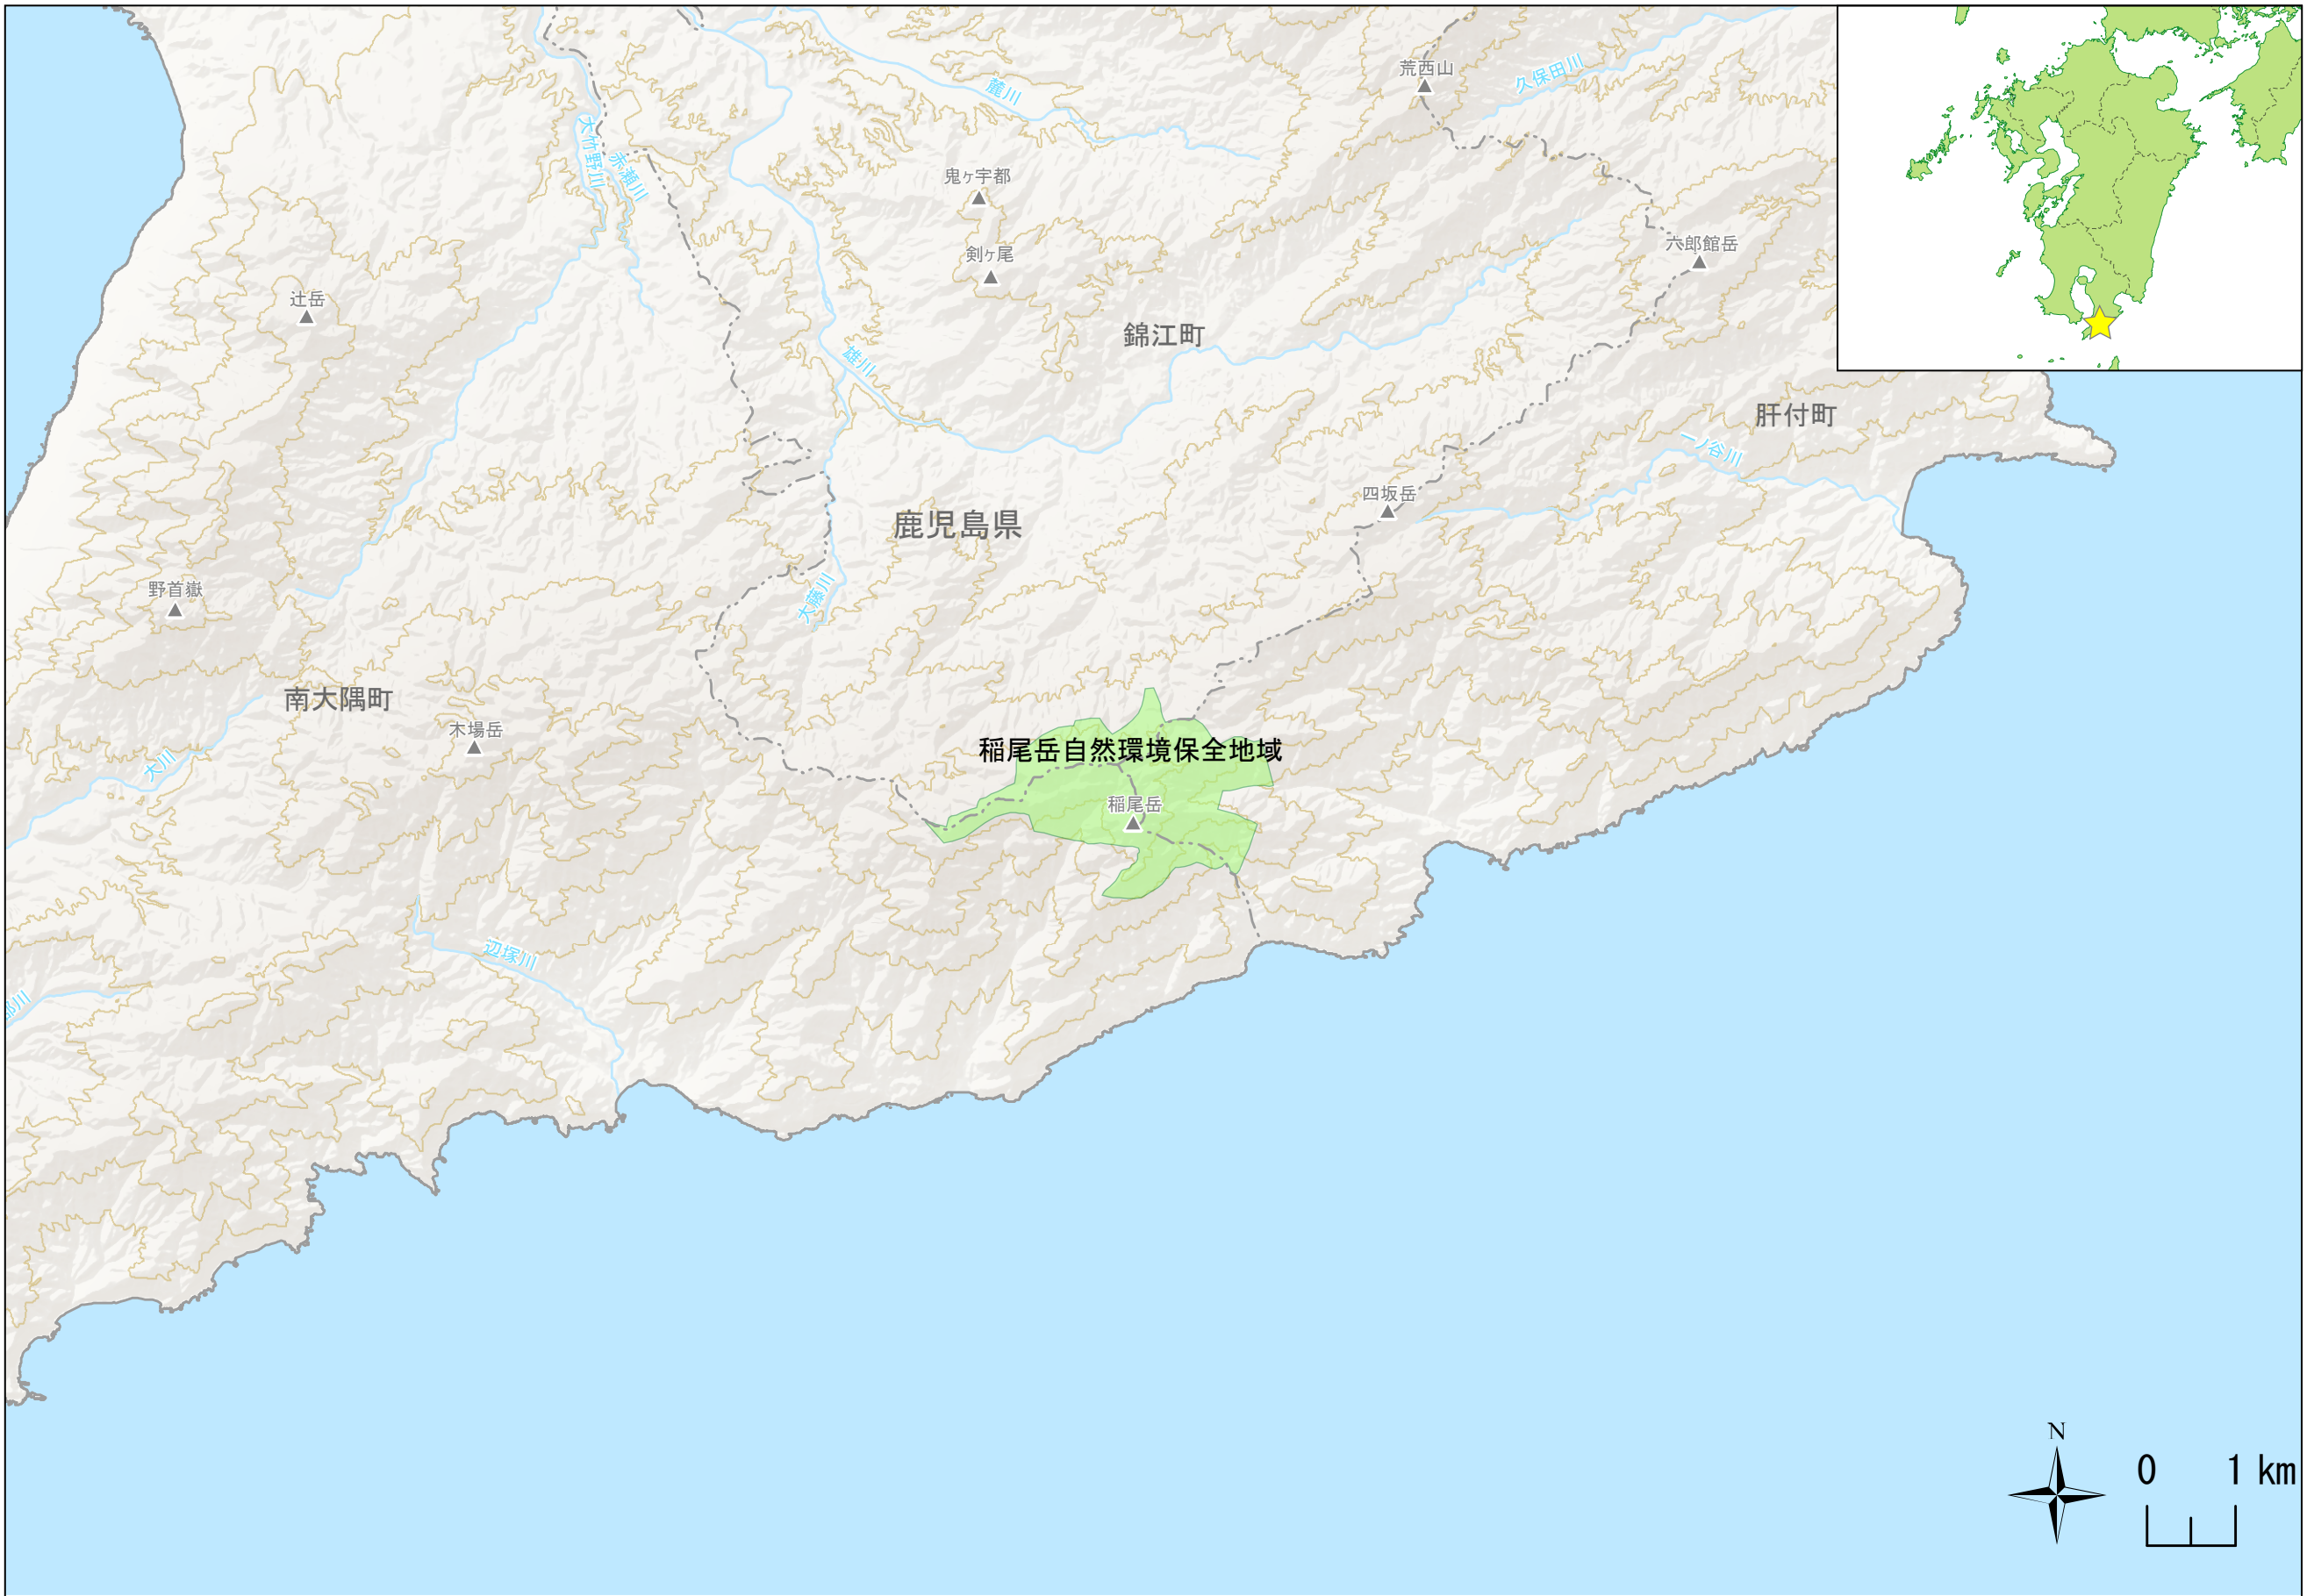 荒西山
久保田川
麓川
大竹野川
赤瀬川
鬼ヶ宇都
剣ヶ尾
六郎館岳
辻岳
錦江町
雄川
肝付町
一ノ谷川
四坂岳
鹿児島県
野首嶽
大藤川
南大隅町
木場岳
稲尾岳自然環境保全地域
大川
稲尾岳
辺塚川
N
0 1 km